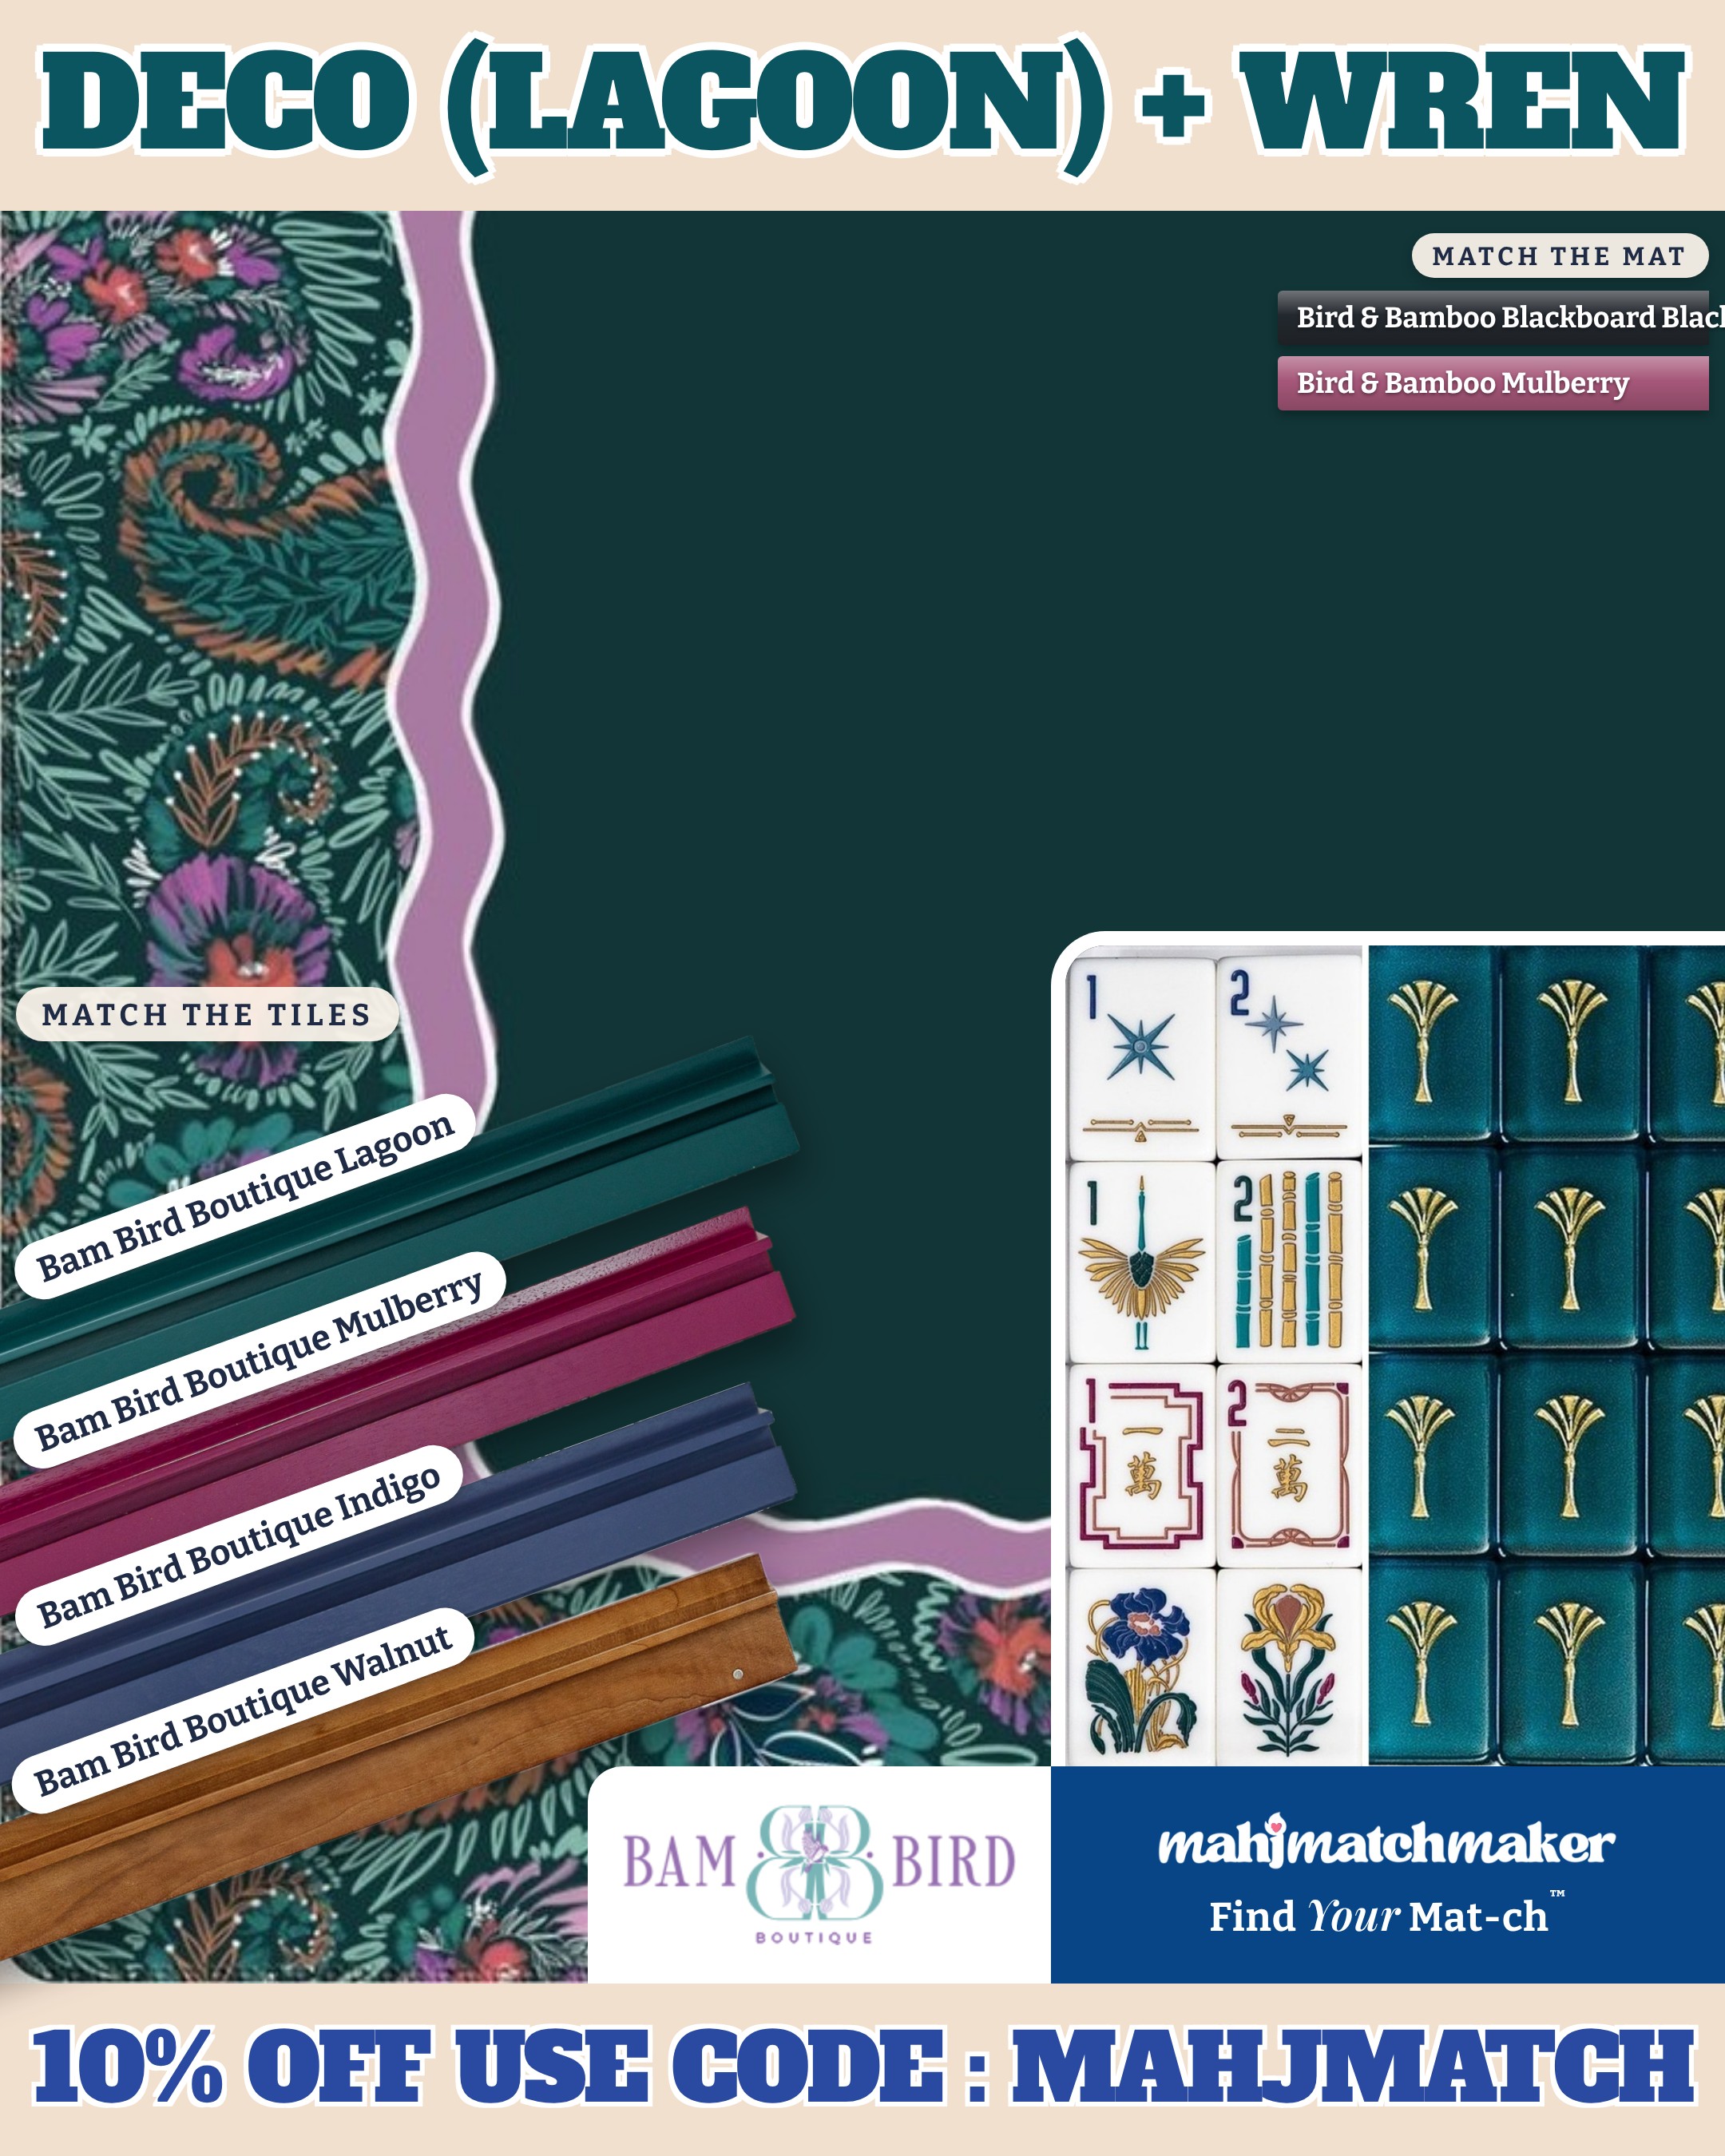 DECO (LAGOON) + WREN
MATCH THE MAT
Bird & Bamboo Blackboard Blac
Bird & Bamboo Mulberry
MATCH THE TILES
Bam Bird Boutique Lagoon
Bam Bird Boutique Mulberry
Bam Bird Boutique Indigo
Bam Bird Boutique Walnut
1 2
1 2
1 2
一萬 二萬
BAM BIRD
BOUTIQUE
mahjmatchmaker
Find Your Mat-ch™
10% OFF USE CODE : MAHJMATCH